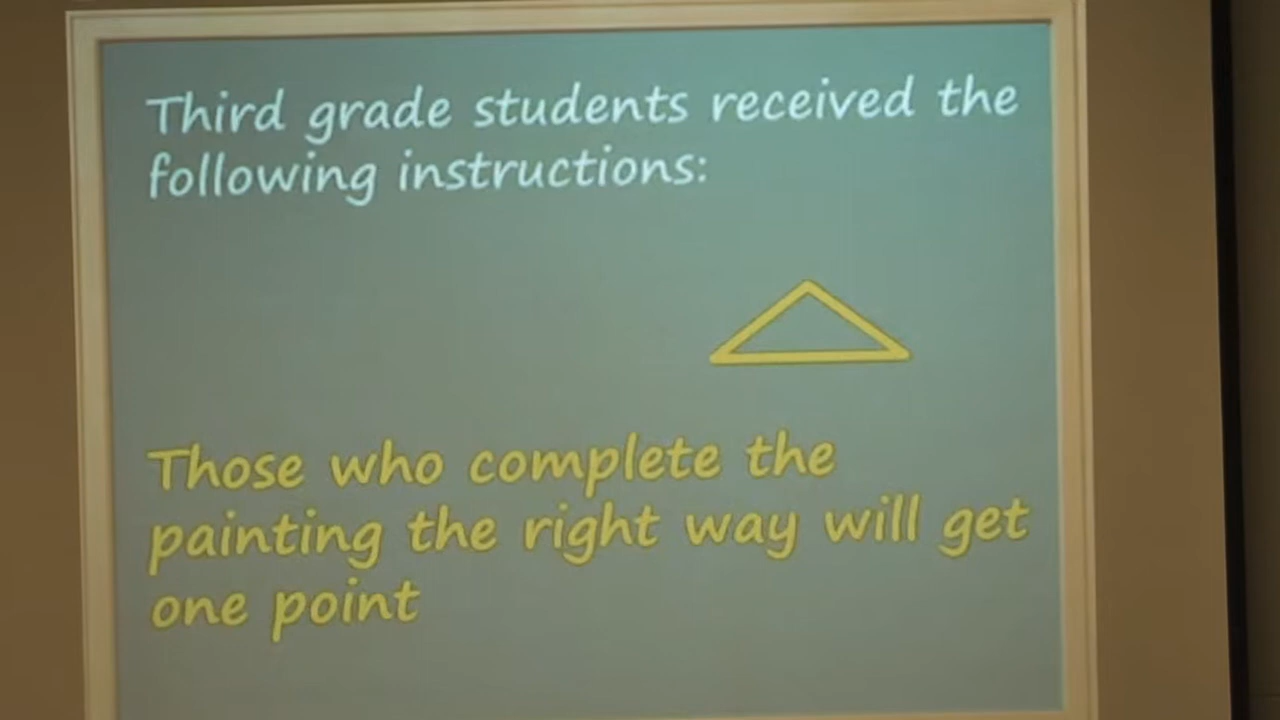 Third grade students received the
following instructions:
Those who complete the
painting the right way will get
one point